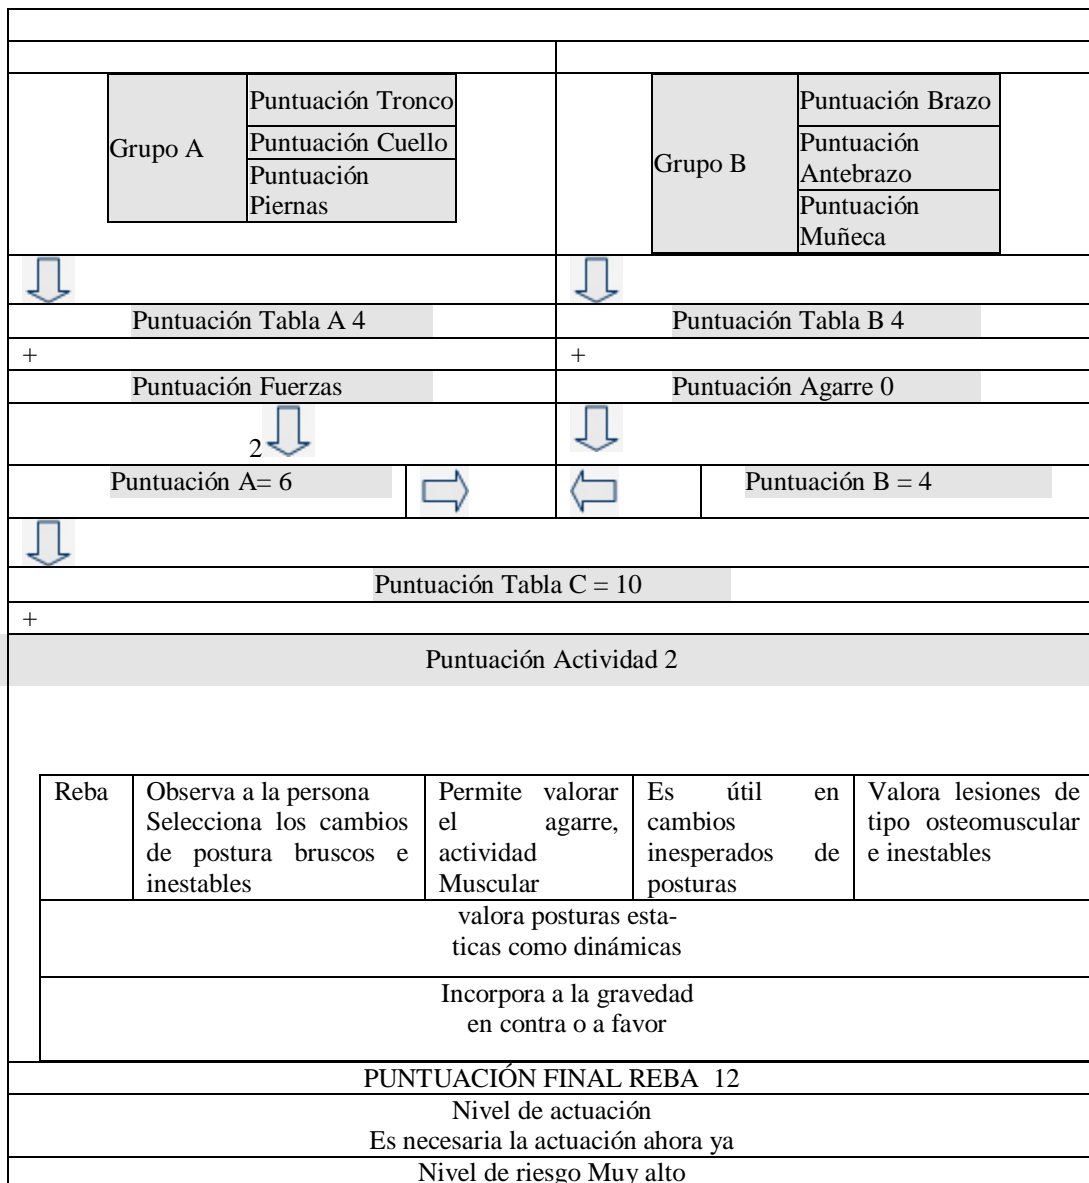 Grupo A
Puntuación Tronco
Puntuación Cuello
Puntuación
Piernas
Grupo B
Puntuación Brazo
Puntuación
Antebrazo
Puntuación
Muñeca
Puntuación Tabla A 4
Puntuación Tabla B 4
+
+
Puntuación Fuerzas
Puntuación Agarre 0
2
Puntuación A= 6
Puntuación B = 4
Puntuación Tabla C = 10
+
Puntuación Actividad 2
Reba
Observa a la persona
Selecciona los cambios
de postura bruscos e
inestables
Permite valorar
el agarre,
actividad
Muscular
Es útil en
cambios
inesperados de
posturas
Valora lesiones de
tipo osteomuscular
e inestables
valora posturas esta-
ticas como dinámicas
Incorpora a la gravedad
en contra o a favor
PUNTUACIÓN FINAL REBA 12
Nivel de actuación
Es necesaria la actuación ahora ya
Nivel de riesgo Muy alto